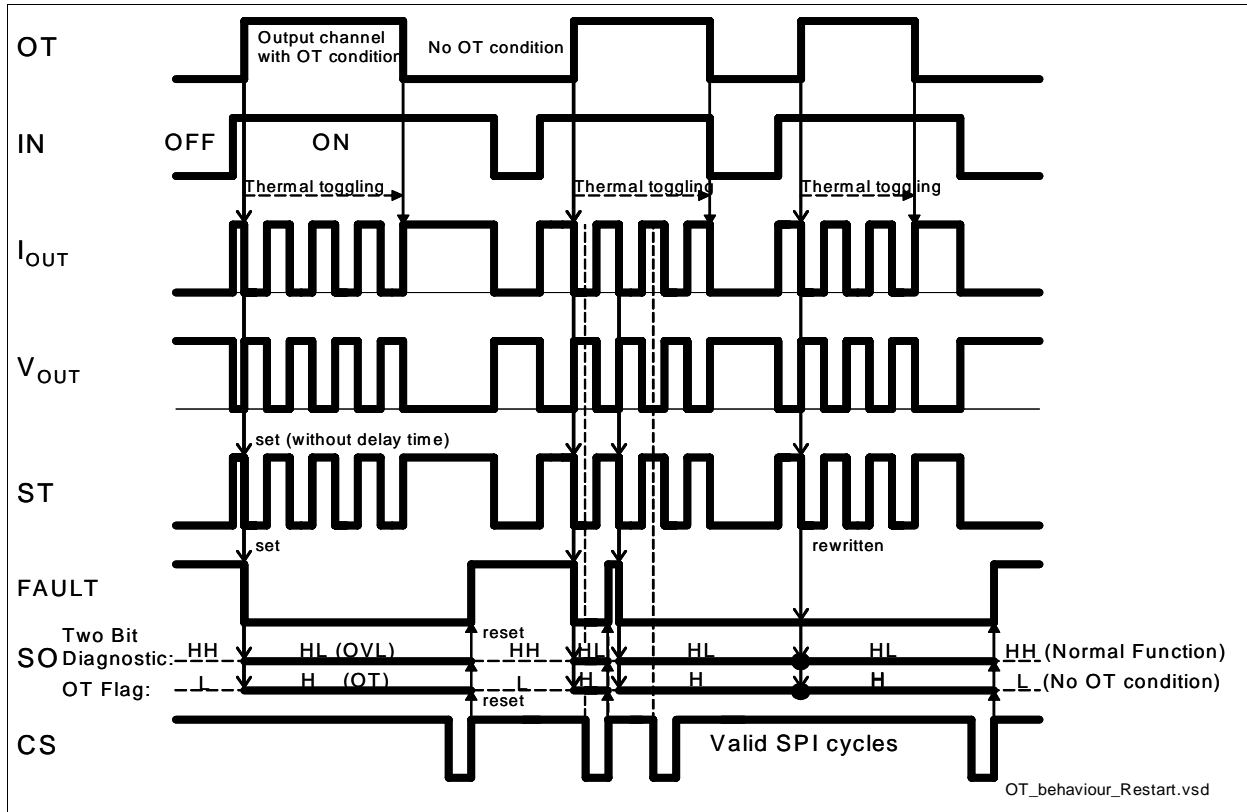 OT
Output channel
with OT condition
No OT condition
IN
OFF
ON
Thermal toggling
Thermal toggling
Thermal toggling
IOUT
VOUT
set (without delay time)
ST
set
rewritten
FAULT
reset
Two Bit
SO Diagnostic: HH HL (OVL) HH HL HL HL HH (Normal Function)
OT Flag: L H (OT) L H H H L (No OT condition)
reset
CS
Valid SPI cycles
OT_behaviour_Restart.vsd